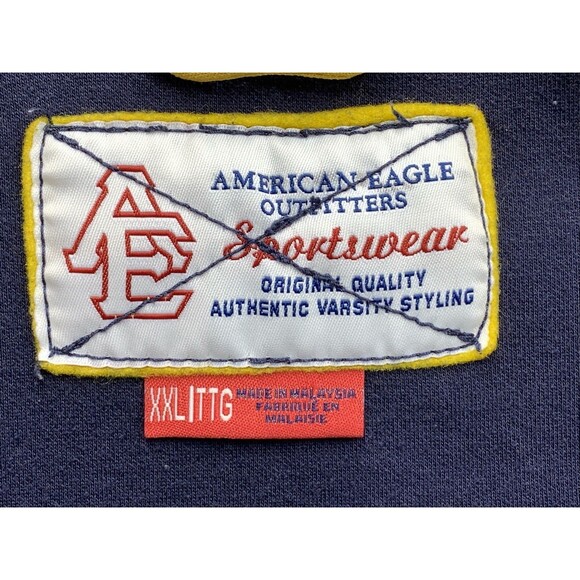 AE
AMERICAN EAGLE
OUTFITTERS
Sportswear
ORIGINAL QUALITY
AUTHENTIC VARSITY STYLING
XXL|TTG
MADE IN MALAYSIA
FABRIQUÉ EN
MALAISIE